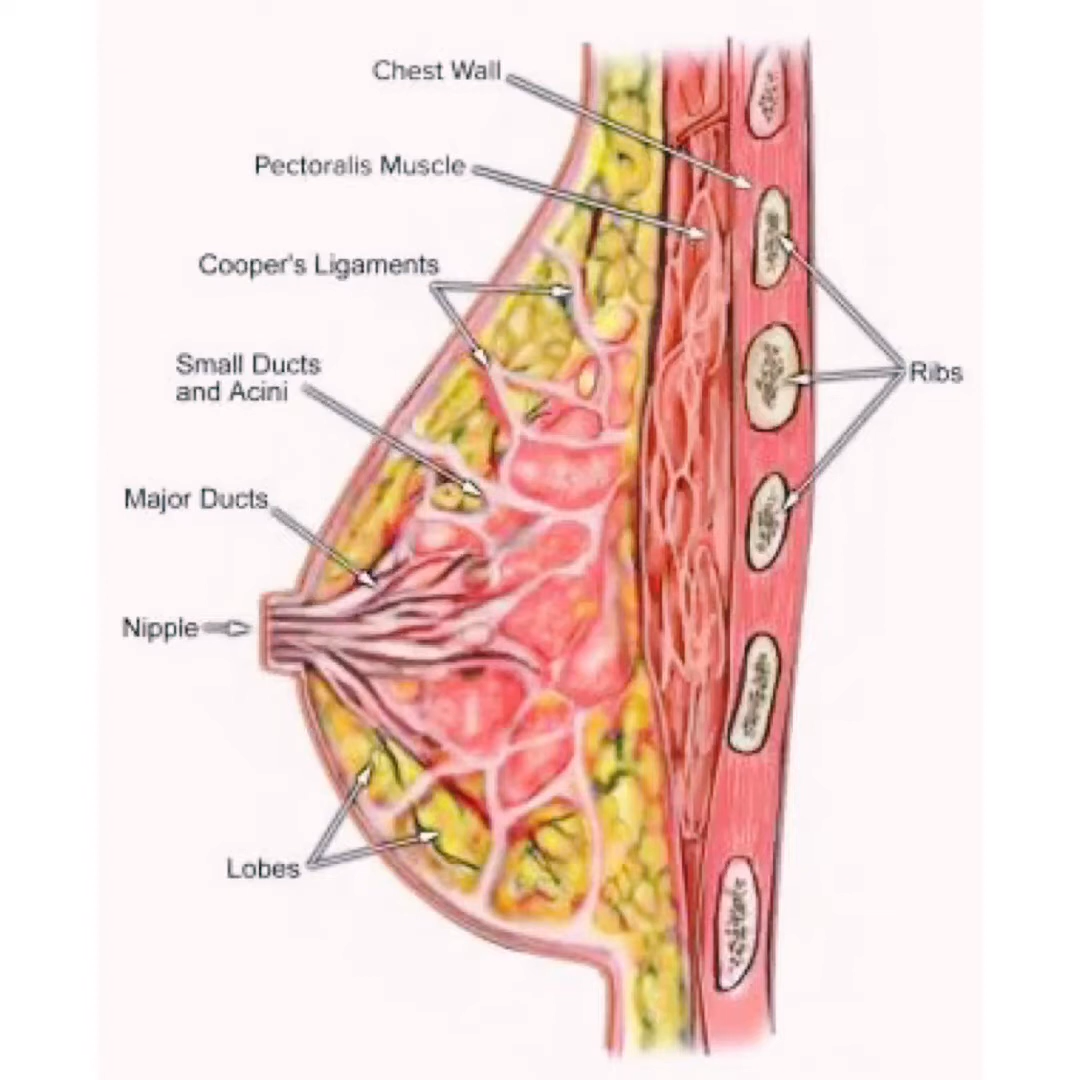 Chest Wall
Pectoralis Muscle
Cooper's Ligaments
Small Ducts
and Acini
Ribs
Major Ducts
Nipple
Lobes